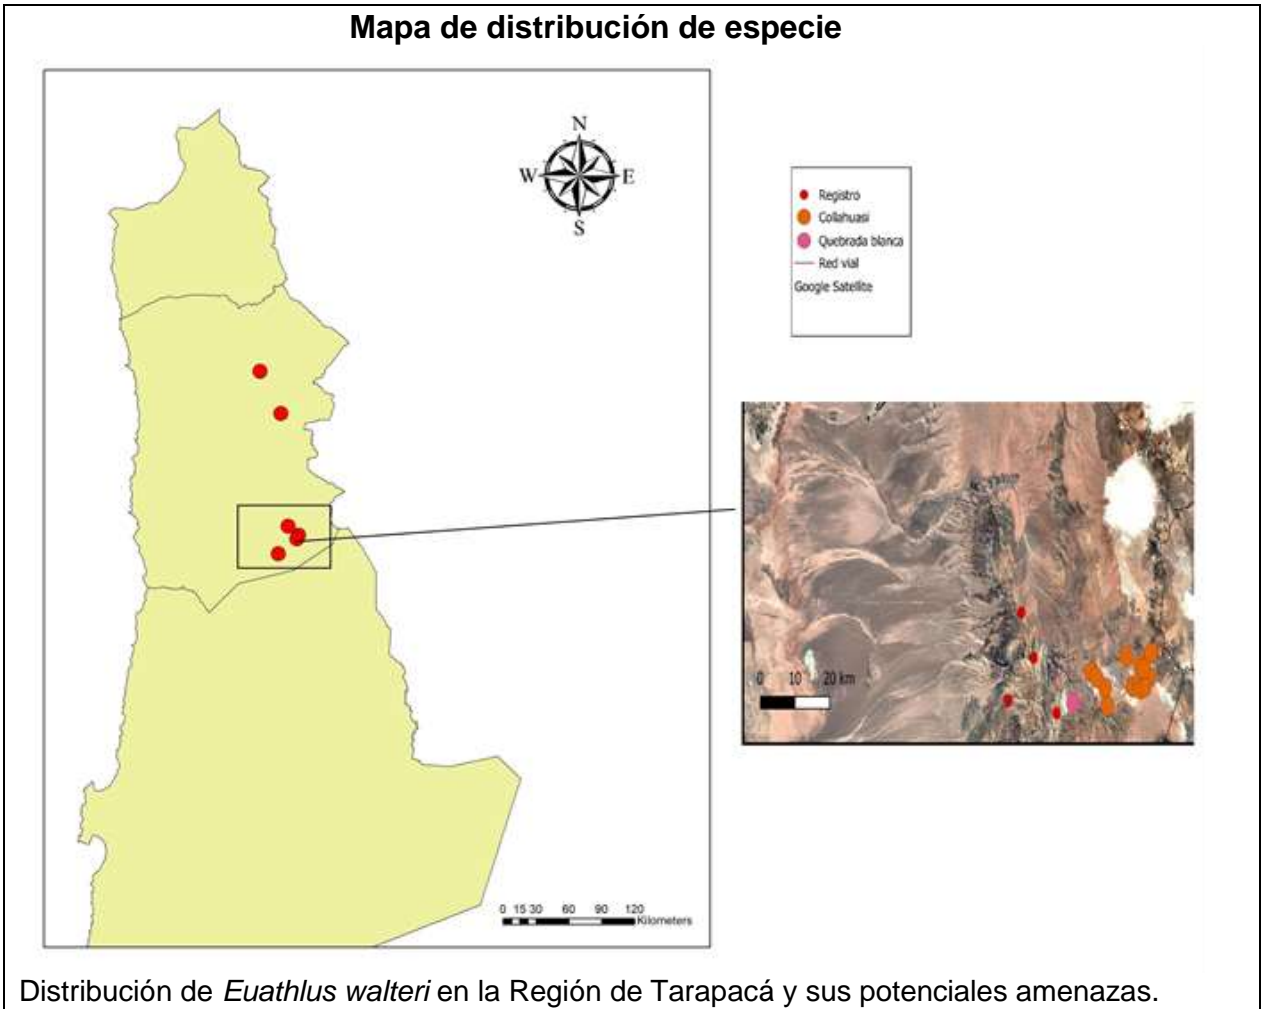 Mapa de distribución de especie
N
W E
S
Registro
Collahuasi
Quebrada blanca
Red vial
Google Satellite
0 10 20 km
0 15 30 60 90 120
Kilometers
Distribución de Euathlus walteri en la Región de Tarapacá y sus potenciales amenazas.